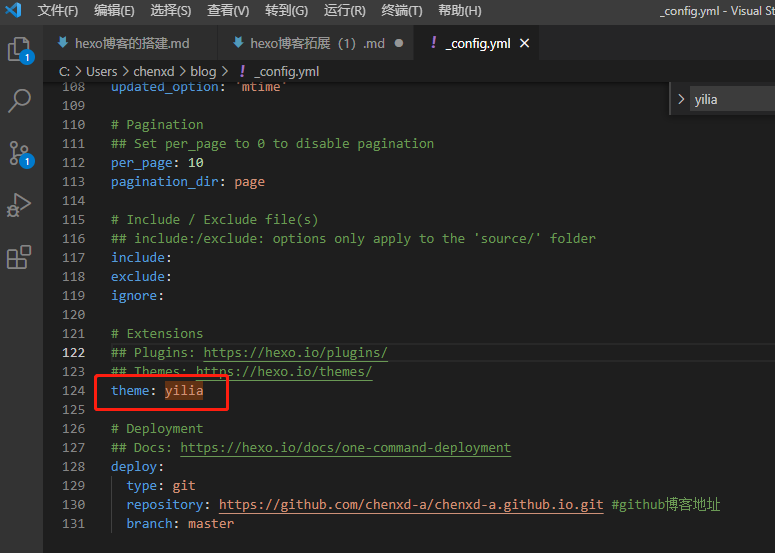 文件(F) 编辑(E) 选择(S) 查看(V) 转到(G) 运行(R) 终端(T) 帮助(H) _config.yml - Visual St
hexo博客的搭建.md hexo博客拓展 (1) .md ! _config.yml
C: > Users > chenxd > blog > ! _config.yml
yilia
1
1
108 updated_option: 'mtime'
109
110 # Pagination
111 ## Set per_page to 0 to disable pagination
112 per_page: 10
113 pagination_dir: page
114
115 # Include / Exclude file(s)
116 ## include:/exclude: options only apply to the 'source/' folder
117 include:
118 exclude:
119 ignore:
120
121 # Extensions
122 ## Plugins: https://hexo.io/plugins/
123 ## Themes: https://hexo.io/themes/
124 theme: yilia
125
126 # Deployment
127 ## Docs: https://hexo.io/docs/one-command-deployment
128 deploy:
129 type: git
130 repository: https://github.com/chenxd-a/chenxd-a.github.io.git #github博客地址
131 branch: master